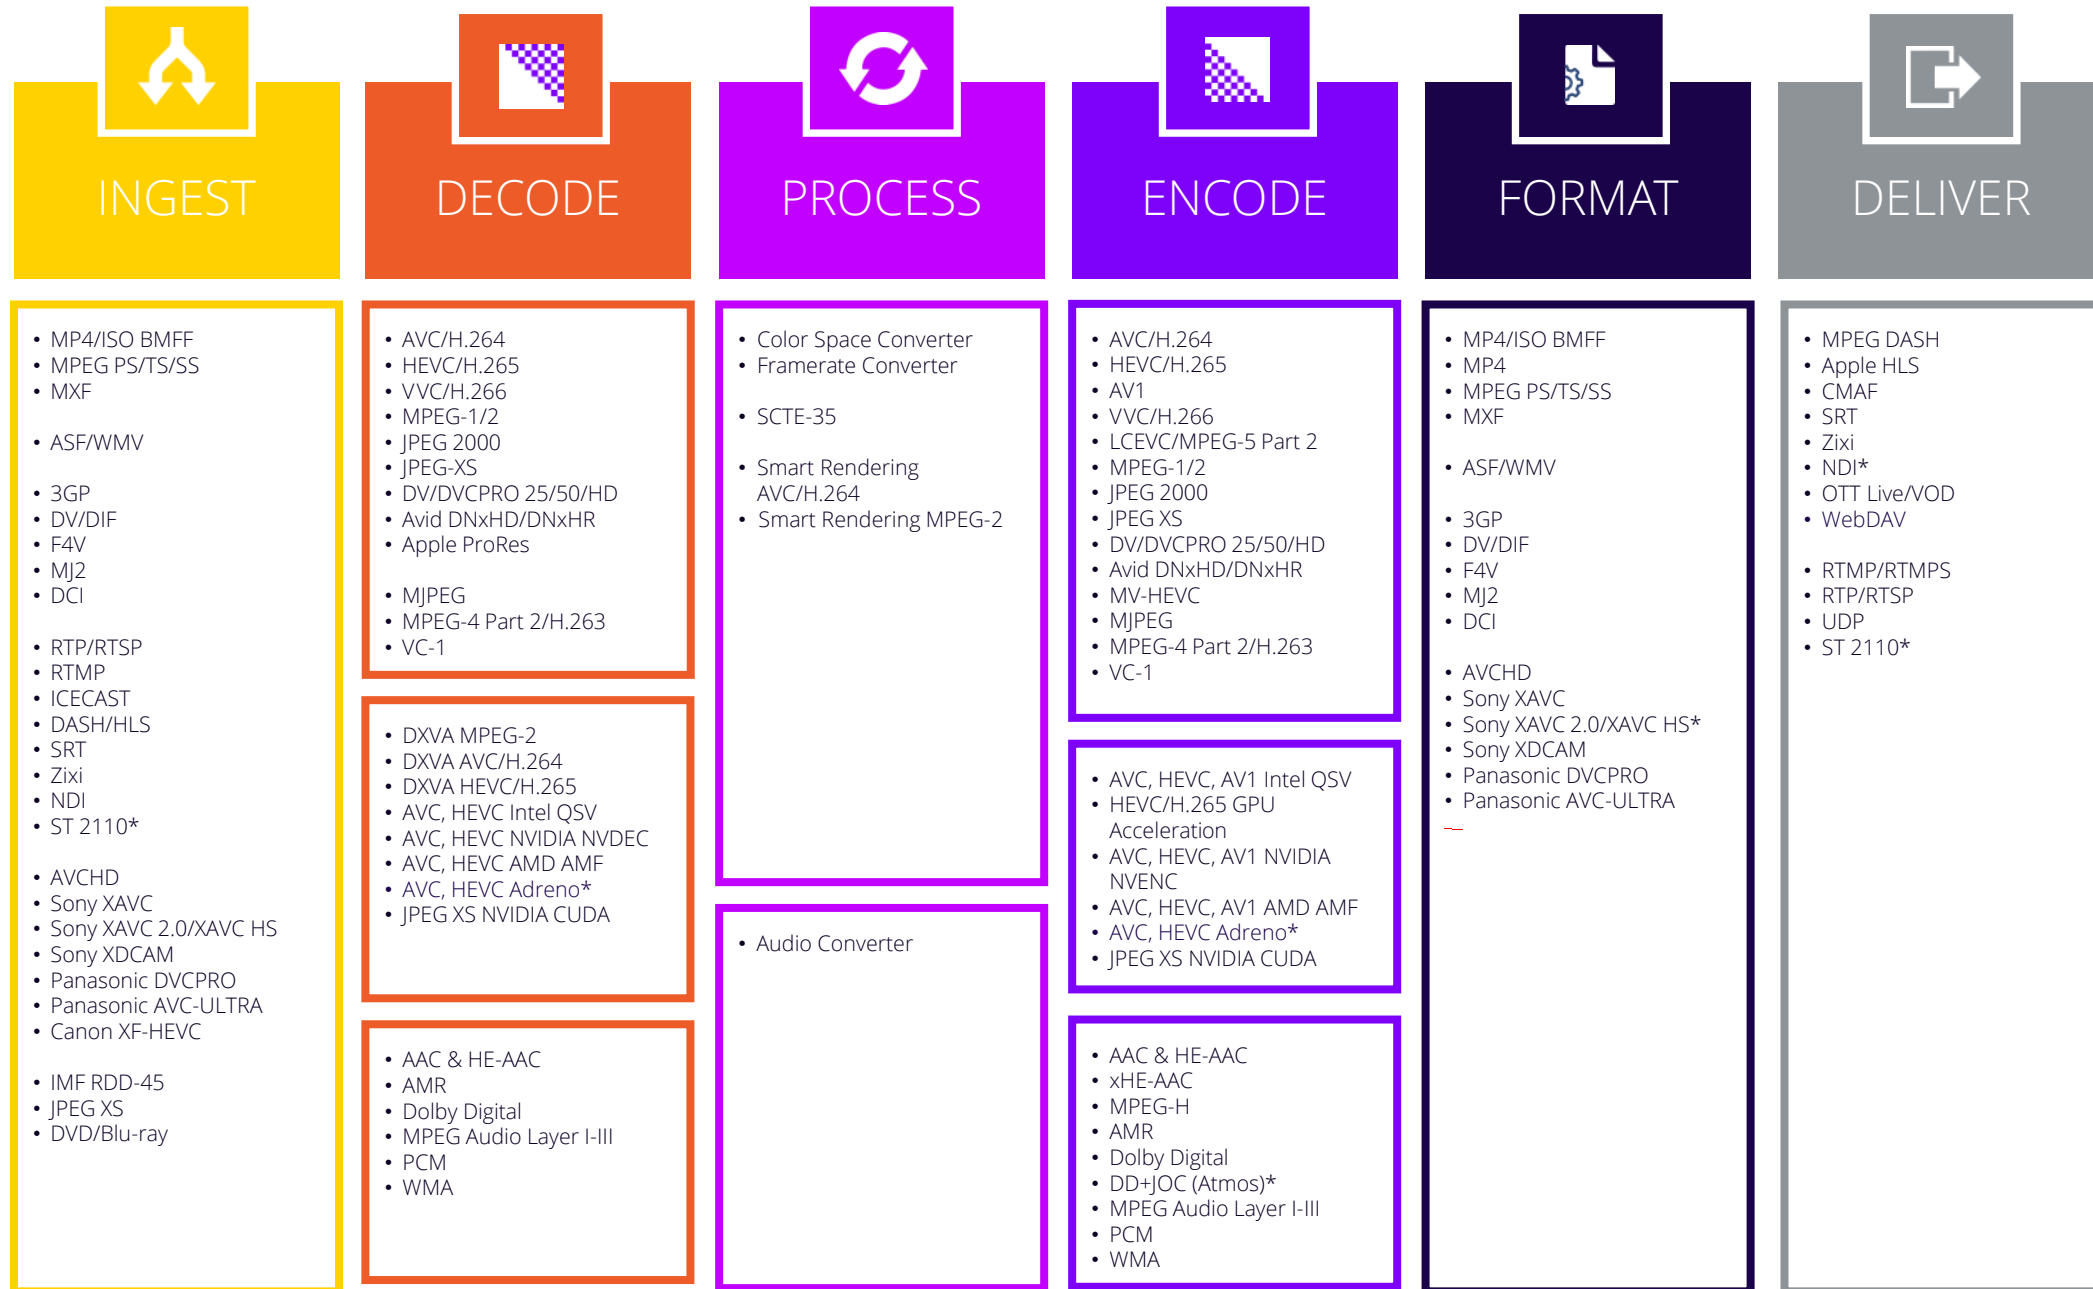 INGEST
• MP4/ISO BMFF
• MPEG PS/TS/SS
• MXF
• ASF/WMV
• 3GP
• DV/DIF
• F4V
• MJ2
• DCI
• RTP/RTSP
• RTMP
• ICECAST
• DASH/HLS
• SRT
• Zixi
• NDI
• ST 2110*
• AVCHD
• Sony XAVC
• Sony XAVC 2.0/XAVC HS
• Sony XDCAM
• Panasonic DVCPRO
• Panasonic AVC-ULTRA
• Canon XF-HEVC
• IMF RDD-45
• JPEG XS
• DVD/Blu-ray
DECODE
• AVC/H.264
• HEVC/H.265
• VVC/H.266
• MPEG-1/2
• JPEG 2000
• JPEG-XS
• DV/DVCPRO 25/50/HD
• Avid DNxHD/DNxHR
• Apple ProRes
• MJPEG
• MPEG-4 Part 2/H.263
• VC-1
• DXVA MPEG-2
• DXVA AVC/H.264
• DXVA HEVC/H.265
• AVC, HEVC Intel QSV
• AVC, HEVC NVIDIA NVDEC
• AVC, HEVC AMD AMF
• AVC, HEVC Adreno*
• JPEG XS NVIDIA CUDA
• AAC & HE-AAC
• AMR
• Dolby Digital
• MPEG Audio Layer I-III
• PCM
• WMA
PROCESS
• Color Space Converter
• Framerate Converter
• SCTE-35
• Smart Rendering
AVC/H.264
• Smart Rendering MPEG-2
• Audio Converter
ENCODE
• AVC/H.264
• HEVC/H.265
• AV1
• VVC/H.266
• LCEVC/MPEG-5 Part 2
• MPEG-1/2
• JPEG 2000
• JPEG XS
• DV/DVCPRO 25/50/HD
• Avid DNxHD/DNxHR
• MV-HEVC
• MJPEG
• MPEG-4 Part 2/H.263
• VC-1
• AVC, HEVC, AV1 Intel QSV
• HEVC/H.265 GPU
Acceleration
• AVC, HEVC, AV1 NVIDIA
NVENC
• AVC, HEVC, AV1 AMD AMF
• AVC, HEVC Adreno*
• JPEG XS NVIDIA CUDA
• AAC & HE-AAC
• xHE-AAC
• MPEG-H
• AMR
• Dolby Digital
• DD+JOC (Atmos)*
• MPEG Audio Layer I-III
• PCM
• WMA
FORMAT
• MP4/ISO BMFF
• MP4
• MPEG PS/TS/SS
• MXF
• ASF/WMV
• 3GP
• DV/DIF
• F4V
• MJ2
• DCI
• AVCHD
• Sony XAVC
• Sony XAVC 2.0/XAVC HS*
• Sony XDCAM
• Panasonic DVCPRO
• Panasonic AVC-ULTRA
DELIVER
• MPEG DASH
• Apple HLS
• CMAF
• SRT
• Zixi
• NDI*
• OTT Live/VOD
• WebDAV
• RTMP/RTMPS
• RTP/RTSP
• UDP
• ST 2110*